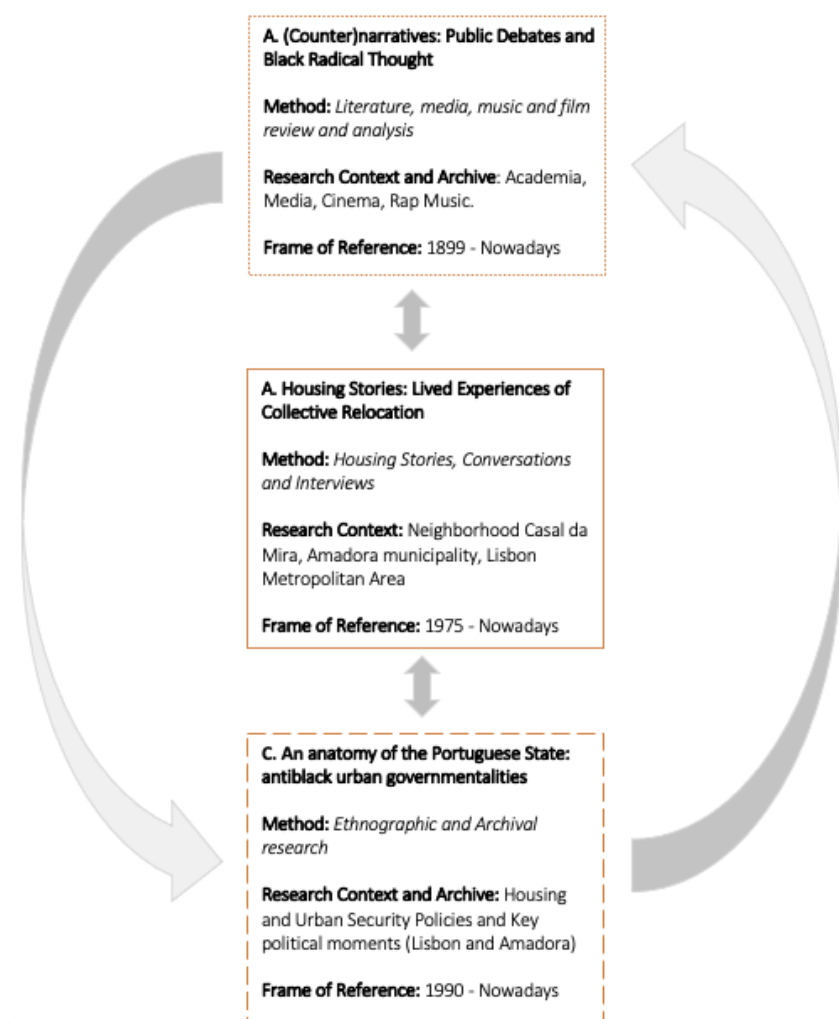 A. (Counter)narratives: Public Debates and
Black Radical Thought
Method: Literature, media, music and film
review and analysis
Research Context and Archive: Academia,
Media, Cinema, Rap Music.
Frame of Reference: 1899 - Nowadays
A. Housing Stories: Lived Experiences of
Collective Relocation
Method: Housing Stories, Conversations
and Interviews
Research Context: Neighborhood Casal da
Mira, Amadora municipality, Lisbon
Metropolitan Area
Frame of Reference: 1975 - Nowadays
C. An anatomy of the Portuguese State:
antiblack urban governmentalities
Method: Ethnographic and Archival
research
Research Context and Archive: Housing
and Urban Security Policies and Key
political moments (Lisbon and Amadora)
Frame of Reference: 1990 - Nowadays